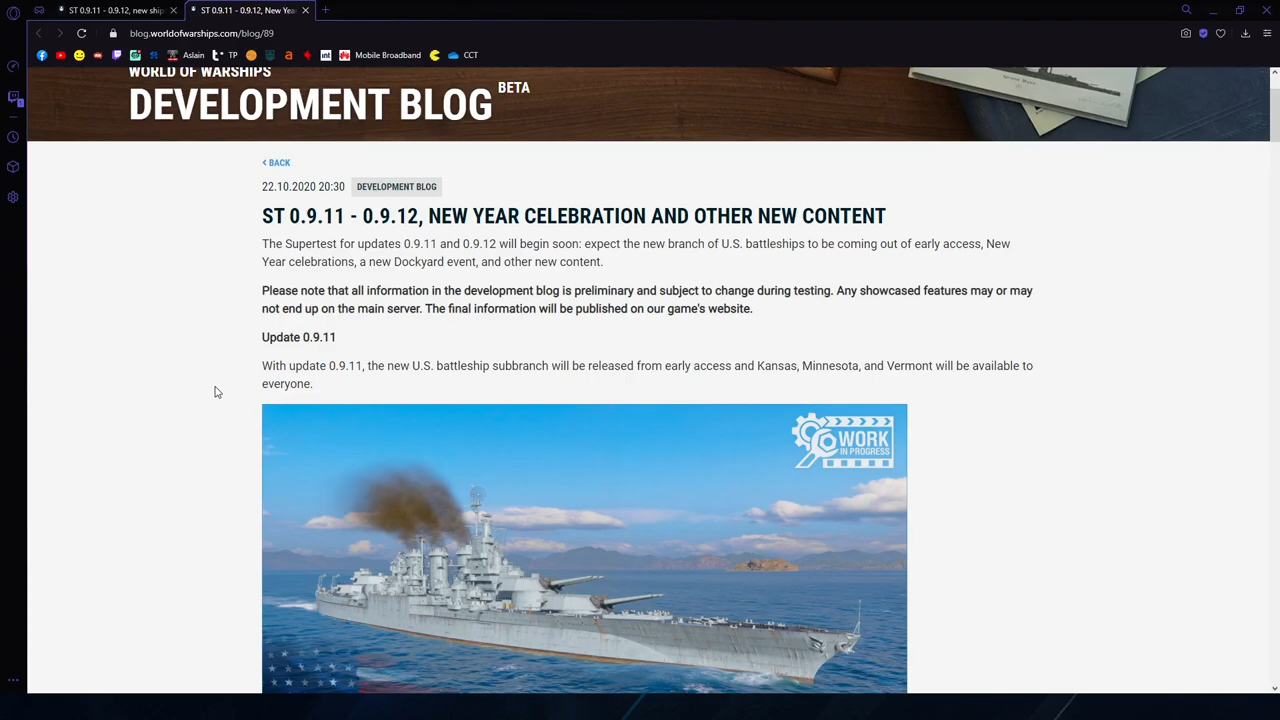 ST 0.9.11 - 0.9.12, new ship
ST 0.9.11 - 0.9.12, New Yea
blog.worldofwarships.com/blog/89
Aslain
TP
int
Mobile Broadband
CCT
WORLD OF WARSHIPS
DEVELOPMENT BLOG BETA
BACK
22.10.2020 20:30 DEVELOPMENT BLOG
ST 0.9.11 - 0.9.12, NEW YEAR CELEBRATION AND OTHER NEW CONTENT
The Supertest for updates 0.9.11 and 0.9.12 will begin soon: expect the new branch of U.S. battleships to be coming out of early access, New
Year celebrations, a new Dockyard event, and other new content.
Please note that all information in the development blog is preliminary and subject to change during testing. Any showcased features may or may
not end up on the main server. The final information will be published on our game's website.
Update 0.9.11
With update 0.9.11, the new U.S. battleship subbranch will be released from early access and Kansas, Minnesota, and Vermont will be available to
everyone.
WORK
IN PROGRESS